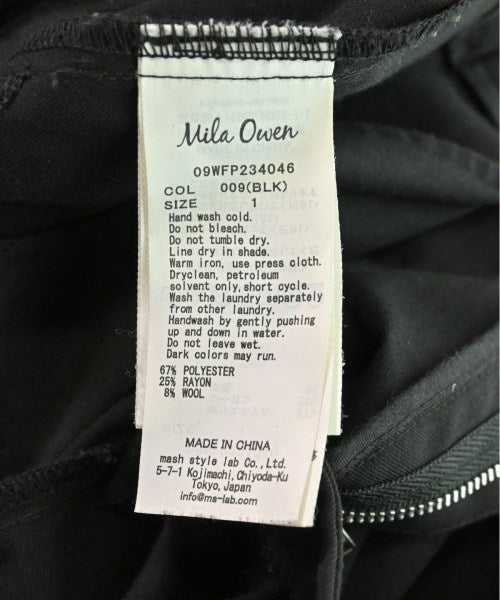 Mila Owen
09WFP234046
COL 009(BLK)
SIZE 1
Hand wash cold.
Do not bleach.
Do not tumble dry.
Line dry in shade.
Warm iron, use press cloth.
Dryclean, petroleum
solvent only, short cycle.
Wash the laundry separately
from other laundry.
Handwash by gently pushing
up and down in water.
Do not leave wet.
Dark colors may run.
67% POLYESTER
25% RAYON
8% WOOL
MADE IN CHINA
mash style lab Co., Ltd.
5-7-1 Kojimachi, Chiyoda-Ku
Tokyo, Japan
info@ms-lab.com